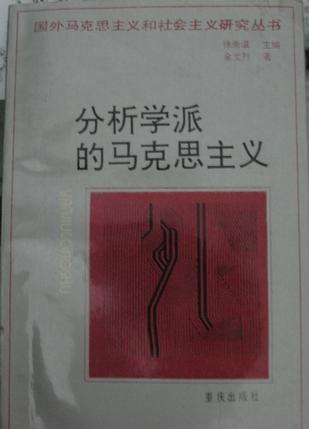 国外马克思主义和社会主义研究丛书
徐崇温 主编
余文烈 著
分析学派
的马克思主义
YANJIUCONGSHU
重庆出版社